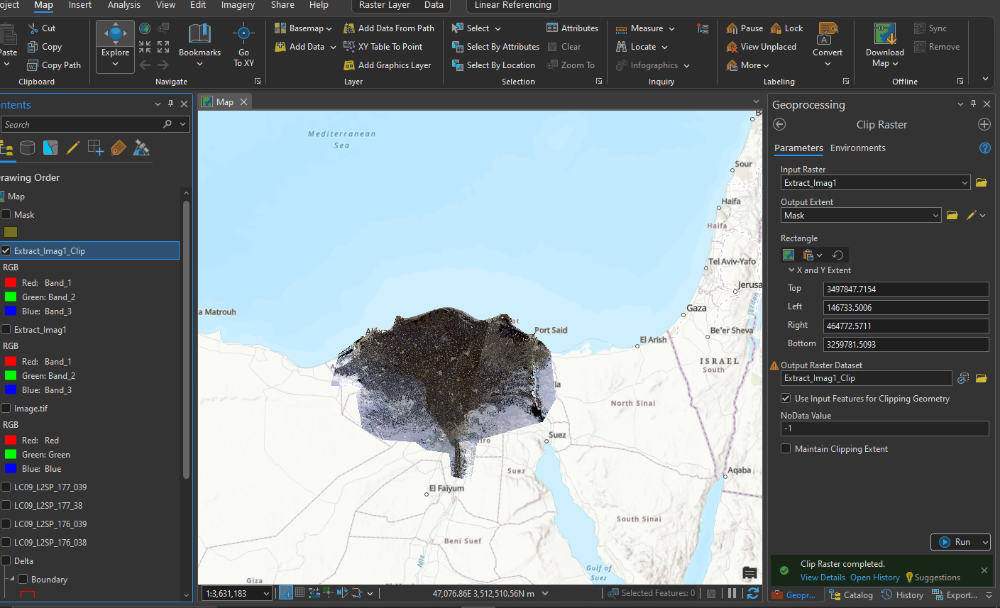 oject Map Insert Analysis View Edit Imagery Share Help Raster Layer Data Linear Referencing
Paste
Cut
Copy
Copy Path
Clipboard
Explore
Bookmarks
Go
To XY
Navigate
Basemap
Add Data
Add Data From Path
XY Table To Point
Add Graphics Layer
Layer
Select
Select By Attributes
Select By Location
Attributes
Clear
Zoom To
Selection
Measure
Locate
Infographics
Inquiry
Pause
Lock
View Unplaced
More
Convert
Labeling
Download
Map
Sync
Remove
Offline
ntents
Search
rawing Order
Map
Mask
Extract_Imag1_Clip
RGB
Red: Band_1
Green: Band_2
Blue: Band_3
Extract_Imag1
RGB
Red: Band_1
Green: Band_2
Blue: Band_3
Image.tif
RGB
Red: Red
Green: Green
Blue: Blue
LC09_L2SP_177_039
LC09_L2SP_177_38
LC09_L2SP_176_039
LC09_L2SP_176_038
Delta
Boundary
Map
Mediterranean
Sea
Sour
Haifa
Haifa
Tel Aviv-Yafo
Jerusa
Jordan
Gaza
Be'er Sheva
a Matrouh
Port Said
El Arish
ISRAEL
South
North Sinai
Suez
Suez
Aqaba
El Faiyum
South Sinai
Beni Suef
Nile
Gulf of
Suez
Giza
1:3,631,183
47,076.86E 3,512,510.56N m
Selected Features: 0
Geoprocessing
Clip Raster
Parameters Environments
Input Raster
Extract_Imag1
Output Extent
Mask
Rectangle
X and Y Extent
Top 3497847.7154
Left 146733.5006
Right 464772.5711
Bottom 3259781.5093
Output Raster Dataset
Extract_Imag1_Clip
Use Input Features for Clipping Geometry
NoData Value
-1
Maintain Clipping Extent
Run
Clip Raster completed.
View Details Open History Suggestions
Geopr... Catalog History Export...